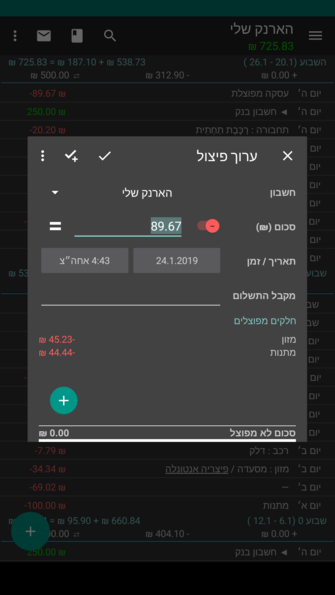 הארנק שלי
₪ 725.83
השבוע (20.1 - 26.1)
538.73 + 187.10 ₪ = 725.83 ₪
+ 0.00 ₪
- 312.90 ₪
⇄ 500.00 ₪
יום ה׳ עסקה מפוצלת -89.67 ₪
יום ה׳ ◄ חשבון בנק 250.00 ₪
יום ה׳ תחבורה : רַכֶּבֶת תַחְתִּית -20.20 ₪
ערוך פיצול
חשבון
הארנק שלי
סכום (₪)
89.67
תאריך / זמן
24.1.2019
4:43 אחה״צ
מקבל התשלום
חלקים מפוצלים
מזון -45.23 ₪
מתנות -44.44 ₪
סכום לא מפוצל 0.00 ₪
יום ב׳ רכב : דלק -7.79 ₪
יום ב׳ מזון : מסעדה / פיצריה אנטונלה -34.34 ₪
יום ב׳ — -69.02 ₪
יום א׳ מתנות -100.00 ₪
שבוע 0 (6.1 - 12.1)
660.84 + 95.90 ₪
+ 0.00 ₪
- 404.10 ₪
יום ה׳ ◄ חשבון בנק 250.00 ₪